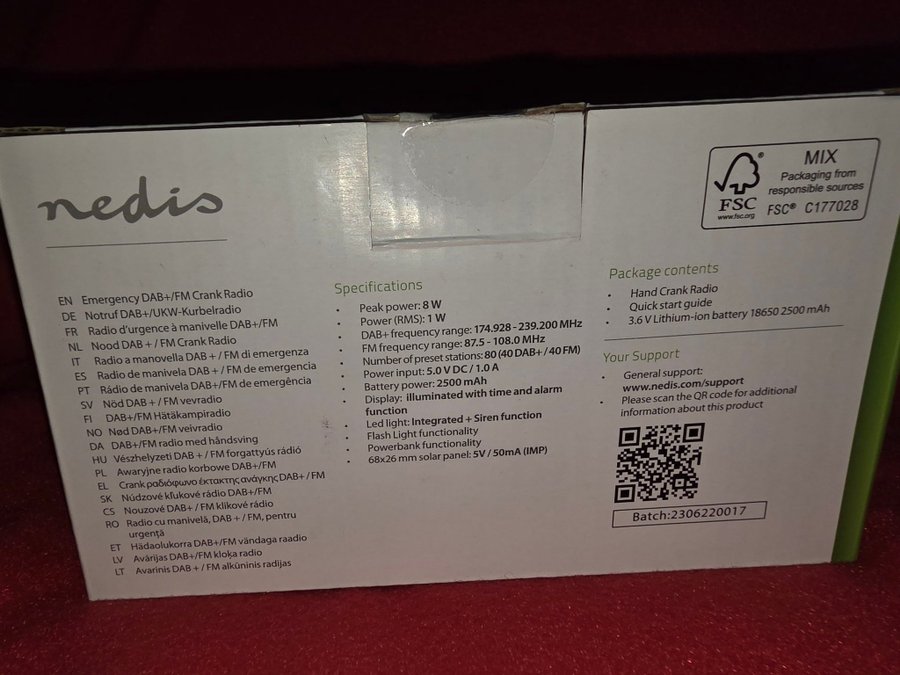 nedis
EN Emergency DAB+/FM Crank Radio
DE Notruf DAB+/UKW-Kurbelradio
FR Radio d'urgence à manivelle DAB+/FM
NL Nood DAB + / FM Crank Radio
IT Radio a manovella DAB + / FM di emergenza
ES Radio de manivela DAB + / FM de emergencia
PT Rádio de manivela DAB+/FM de emergência
SV Nöd DAB + / FM vevradio
FI DAB+/FM Hätäkampiradio
NO Nød DAB+/FM veivradio
DA DAB+/FM radio med håndsving
HU Vészhelyzeti DAB + / FM forgattyús rádió
PL Awaryjne radio korbowe DAB+/FM
EL Crank ραδιόφωνο έκτακτης ανάγκης DAB+ / FM
SK Núdzové kľukové rádio DAB+/FM
CS Nouzové DAB+ / FM klikové rádio
RO Radio cu manivelă, DAB + / FM, pentru
urgență
ET Hädaolukorra DAB+/FM vändaga raadio
LV Avārijas DAB+/FM kloķa radio
LT Avarinis DAB + / FM alkūninis radijas
Specifications
• Peak power: 8 W
• Power (RMS): 1 W
• DAB+ frequency range: 174.928 - 239.200 MHz
• FM frequency range: 87.5 - 108.0 MHz
• Number of preset stations: 80 (40 DAB+ / 40 FM)
• Power input: 5.0 V DC / 1.0 A
• Battery power: 2500 mAh
• Display: illuminated with time and alarm
function
• Led light: Integrated + Siren function
• Flash Light functionality
• Powerbank functionality
• 68x26 mm solar panel: 5V / 50mA (IMP)
FSC
www.fsc.org
MIX
Packaging from
responsible sources
FSC® C177028
Package contents
• Hand Crank Radio
• Quick start guide
• 3.6 V Lithium-ion battery 18650 2500 mAh
Your Support
• General support:
www.nedis.com/support
• Please scan the QR code for additional
information about this product
Batch:2306220017